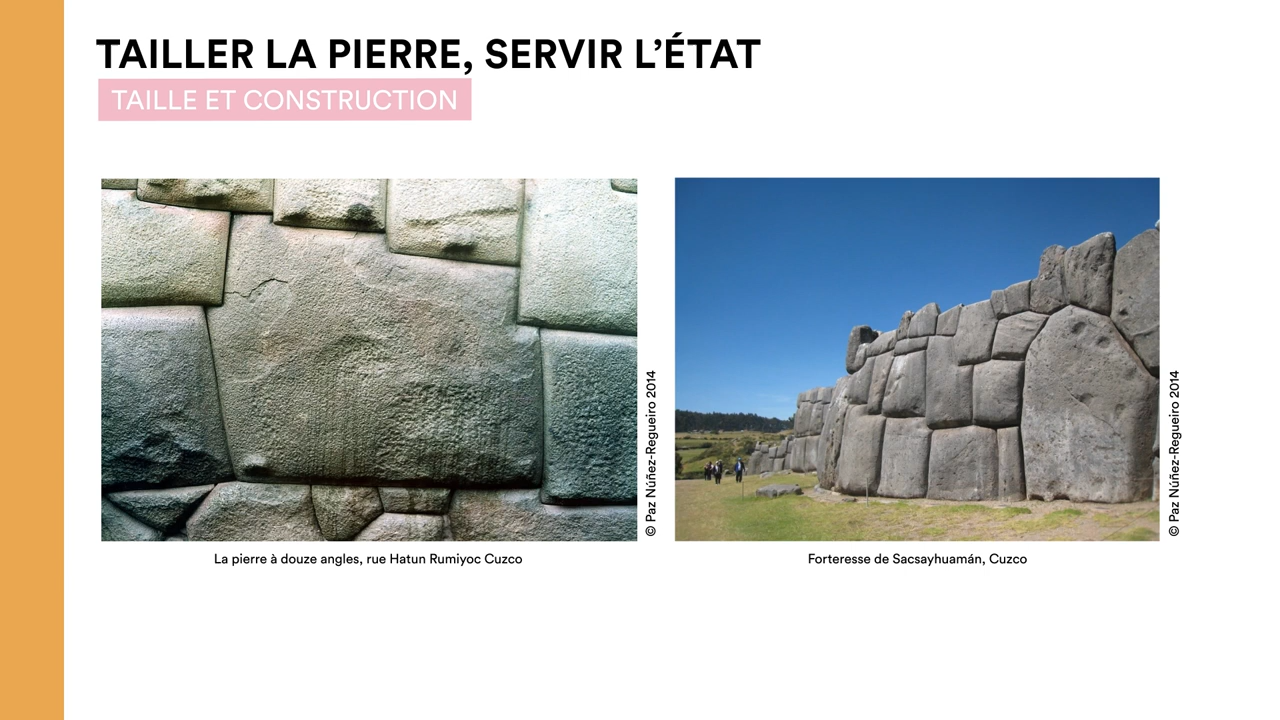 TAILLER LA PIERRE, SERVIR L’ÉTAT
TAILLE ET CONSTRUCTION
© Paz Núñez-Regueiro 2014
© Paz Núñez-Regueiro 2014
La pierre à douze angles, rue Hatun Rumiyoc Cuzco
Forteresse de Sacsayhuamán, Cuzco